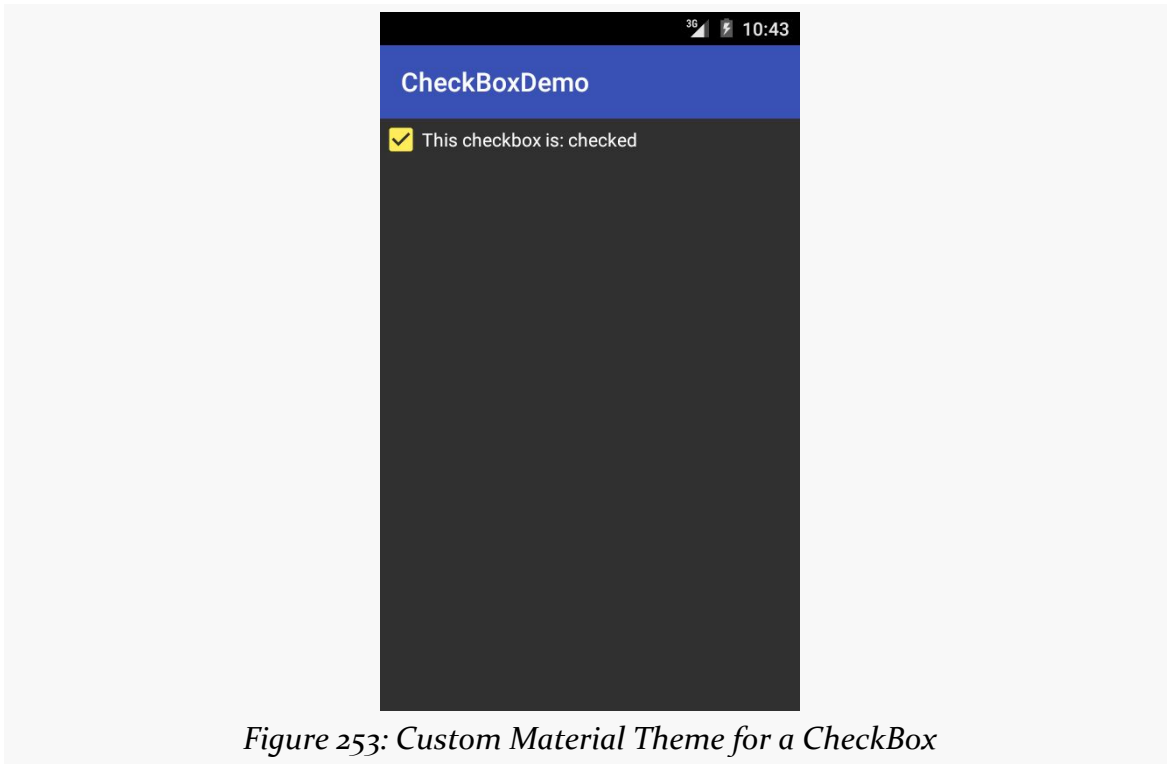 3G 10:43
CheckBoxDemo
This checkbox is: checked
Figure 253: Custom Material Theme for a CheckBox